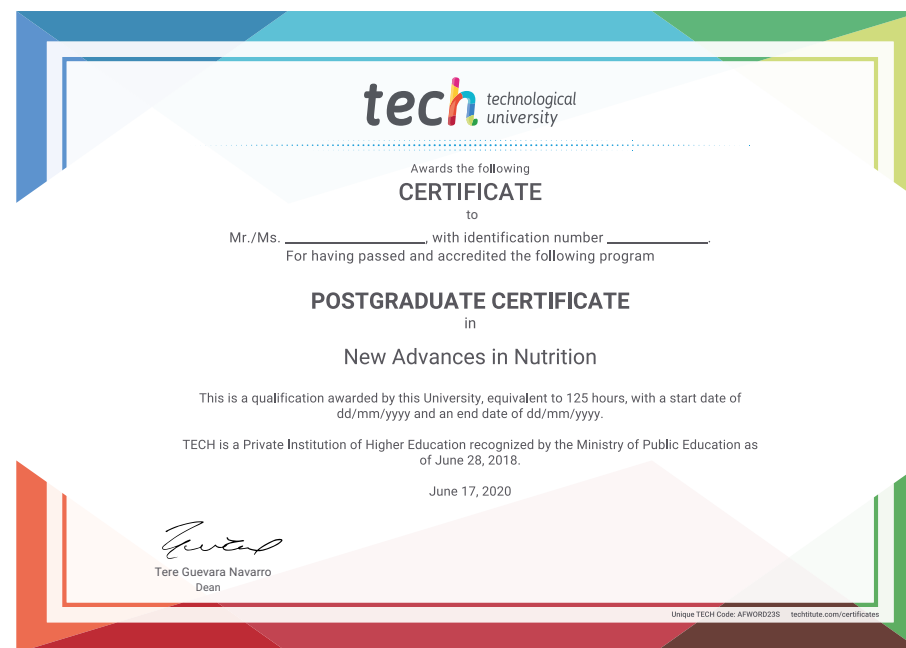 tech technological
university
Awards the following
CERTIFICATE
to
Mr./Ms. ____________________, with identification number ______________.
For having passed and accredited the following program
POSTGRADUATE CERTIFICATE
in
New Advances in Nutrition
This is a qualification awarded by this University, equivalent to 125 hours, with a start date of
dd/mm/yyyy and an end date of dd/mm/yyyy.
TECH is a Private Institution of Higher Education recognized by the Ministry of Public Education as
of June 28, 2018.
June 17, 2020
Tere Guevara Navarro
Dean
Unique TECH Code: AFWORD23S techtitute.com/certificates